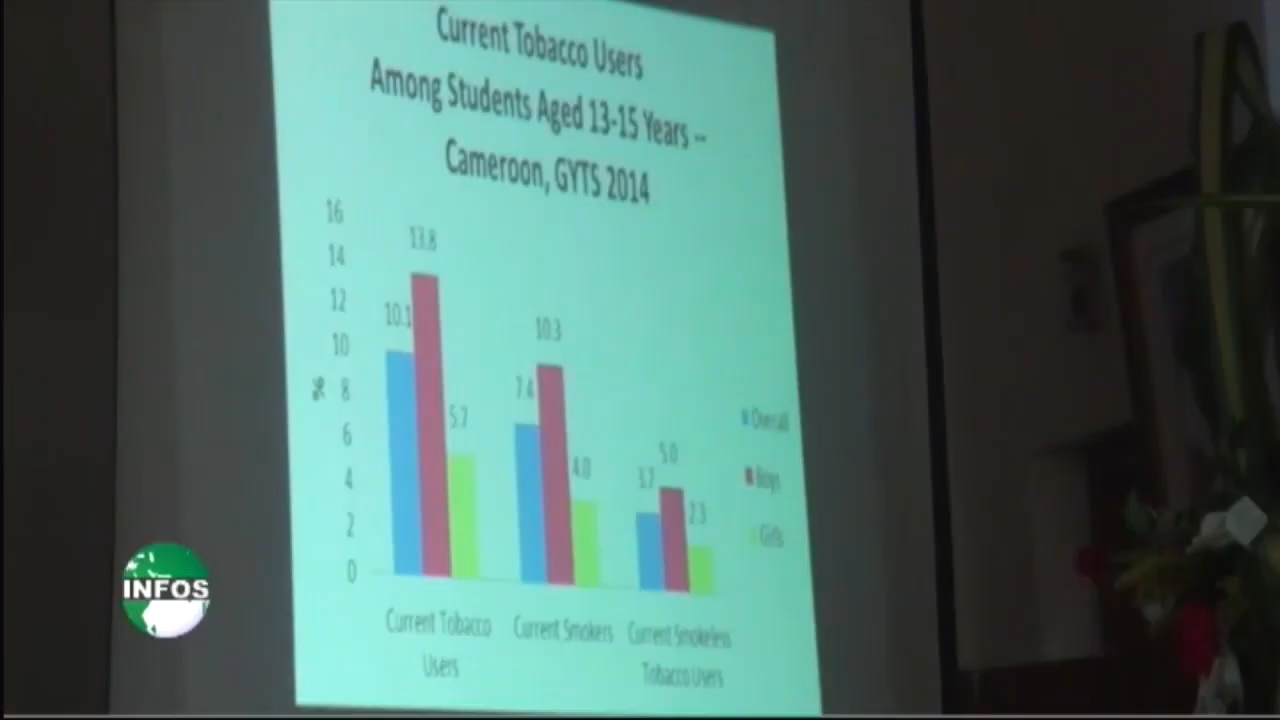 Current Tobacco Users
Among Students Aged 13-15 Years --
Cameroon, GYTS 2014
16
14
12
10
8
6
4
2
0
%
10.1
13.8
5.7
7.4
10.3
4.0
3.7
5.0
2.3
Overall
Boys
Girls
Current Tobacco
Users
Current Smokers
Current Smokeless
Tobacco Users
INFOS